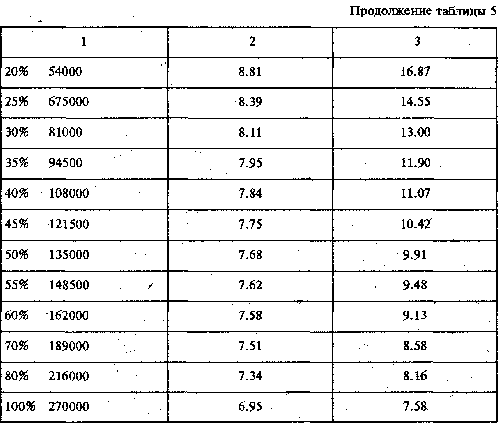 Продолжение таблицы 5
1 2 3
20% 54000 8.81 16.87
25% 675000 8.39 14.55
30% 81000 8.11 13.00
35% 94500 7.95 11.90
40% 108000 7.84 11.07
45% 121500 7.75 10.42
50% 135000 7.68 9.91
55% 148500 7.62 9.48
60% 162000 7.58 9.13
70% 189000 7.51 8.58
80% 216000 7.34 8.16
100% 270000 6.95 7.58